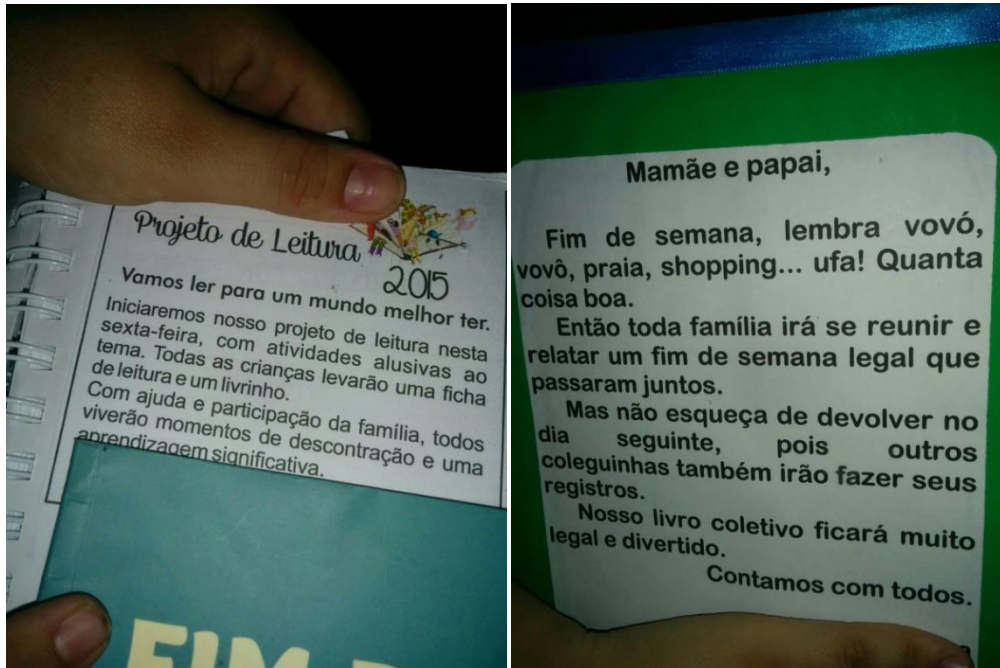 Projeto de Leitura
2015
Vamos ler para um mundo melhor ter.
Iniciaremos nosso projeto de leitura nesta
sexta-feira, com atividades alusivas ao
tema. Todas as crianças levarão uma ficha
de leitura e um livrinho.
Com ajuda e participação da família, todos
viverão momentos de descontração e uma
aprendizagem significativa.
FIM
Mamãe e papai,
Fim de semana, lembra vovó,
vovô, praia, shopping... ufa! Quanta
coisa boa.
Então toda família irá se reunir e
relatar um fim de semana legal que
passaram juntos.
Mas não esqueça de devolver no
dia seguinte, pois outros
coleguinhas também irão fazer seus
registros.
Nosso livro coletivo ficará muito
legal e divertido.
Contamos com todos.